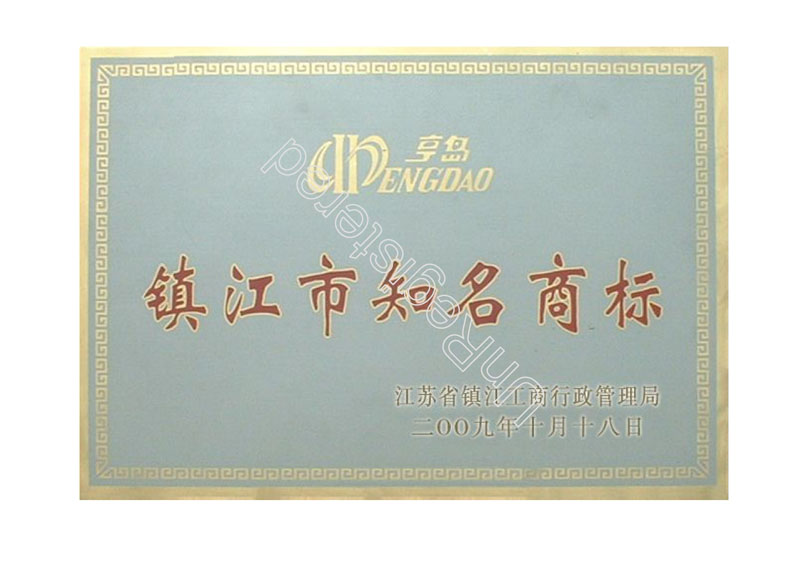 亨岛
HENGDAO
镇江市知名商标
江苏省镇江工商行政管理局
二OO九年十月十八日
UnRegistered